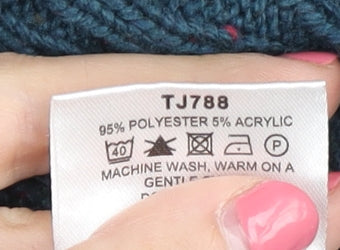 TJ788
95% POLYESTER 5% ACRYLIC
40 P
MACHINE WASH, WARM ON A
GENTLE